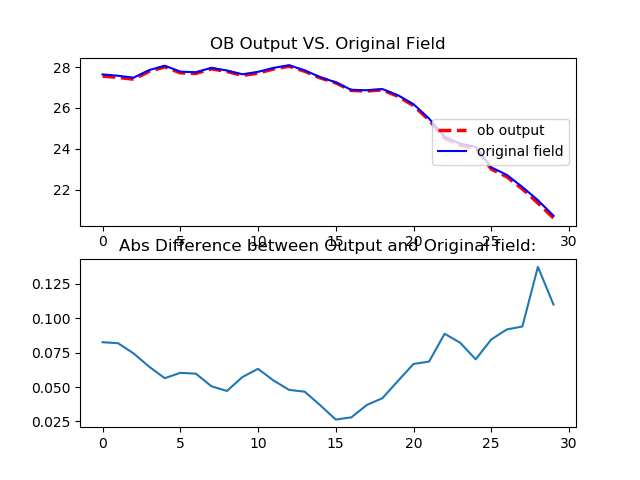 OB Output VS. Original Field
28
26
24
22
ob output
original field
0 5 10 15 20 25 30
Abs Difference between Output and Original field:
0.125
0.100
0.075
0.050
0.025
0 5 10 15 20 25 30